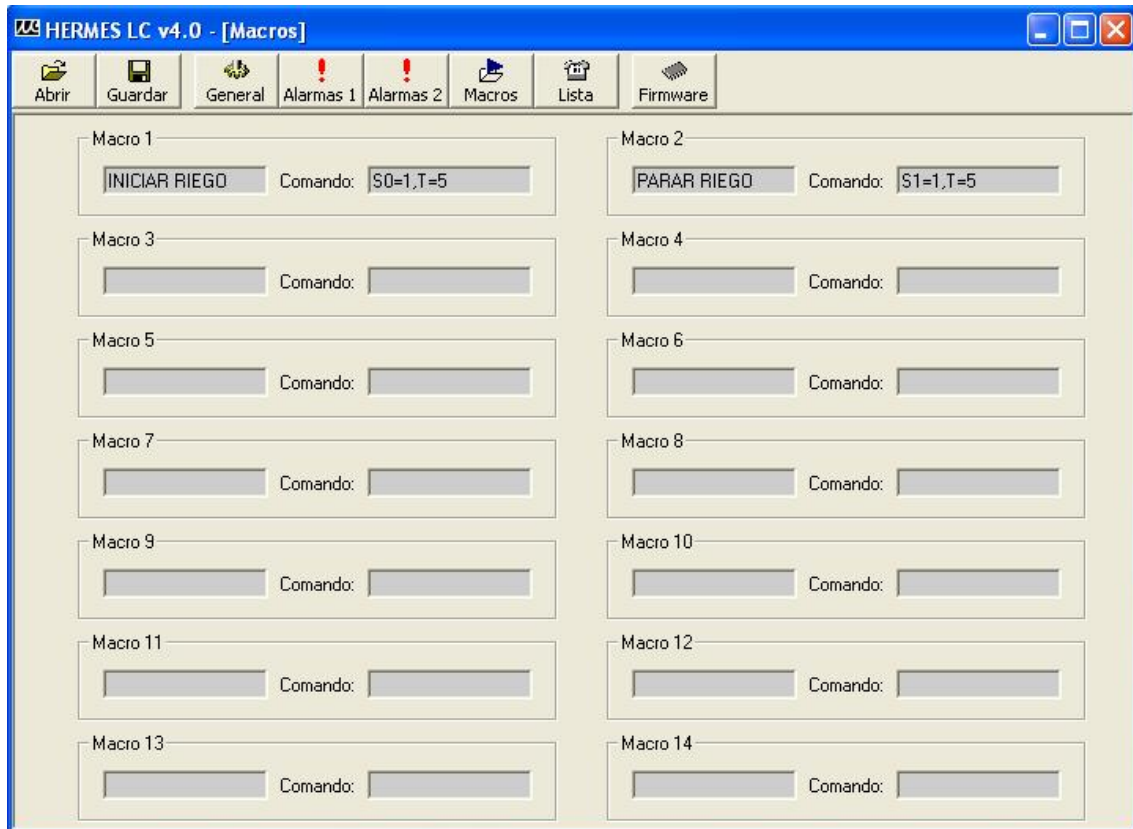 HERMES LC v4.0 - [Macros]
Abrir Guardar General Alarmas 1 Alarmas 2 Macros Lista Firmware
Macro 1 Macro 2
INICIAR RIEGO Comando: S0=1,T=5 PARAR RIEGO Comando: S1=1,T=5
Macro 3 Macro 4
Comando: Comando:
Macro 5 Macro 6
Comando: Comando:
Macro 7 Macro 8
Comando: Comando:
Macro 9 Macro 10
Comando: Comando:
Macro 11 Macro 12
Comando: Comando:
Macro 13 Macro 14
Comando: Comando: